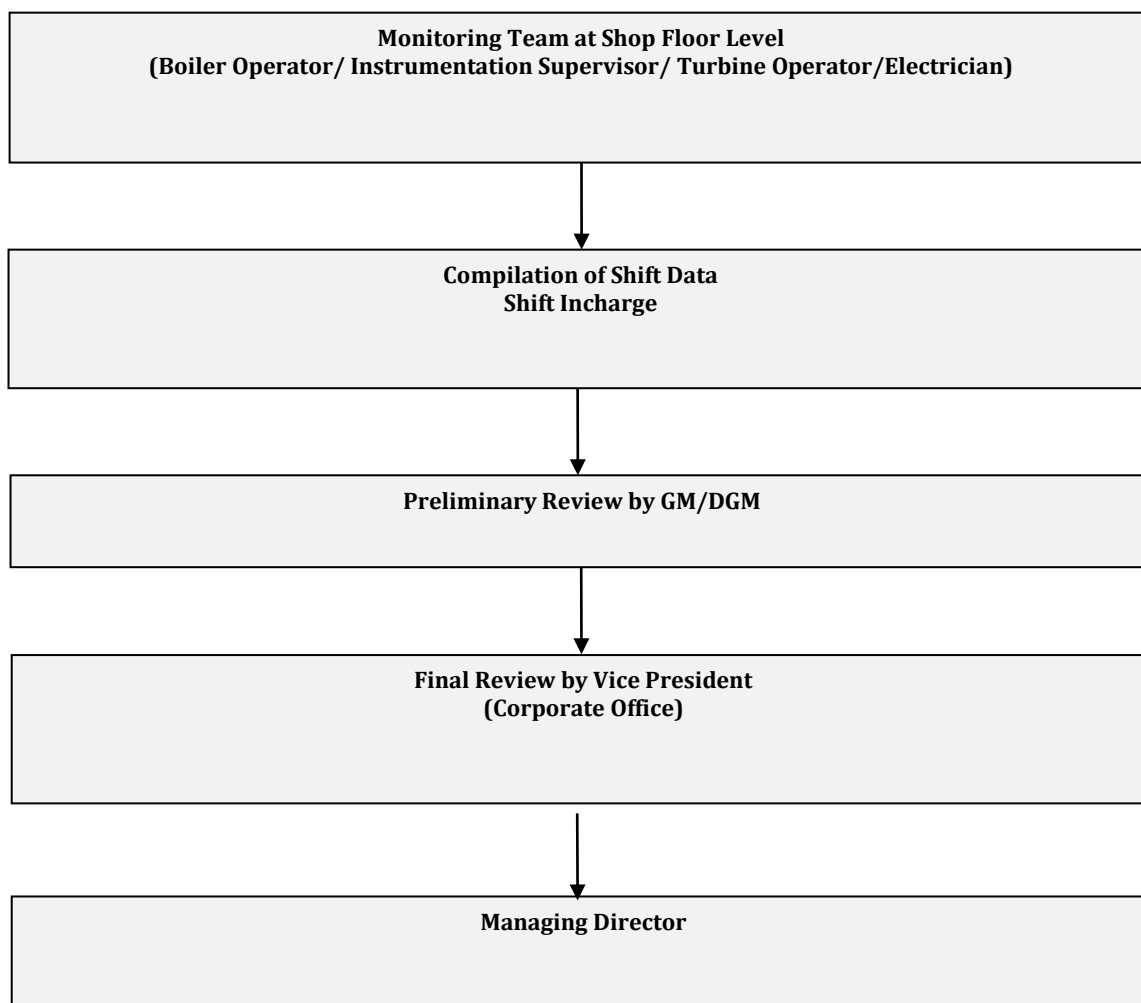 Monitoring Team at Shop Floor Level
(Boiler Operator/ Instrumentation Supervisor/ Turbine Operator/Electrician)
Compilation of Shift Data
Shift Incharge
Preliminary Review by GM/DGM
Final Review by Vice President
(Corporate Office)
Managing Director